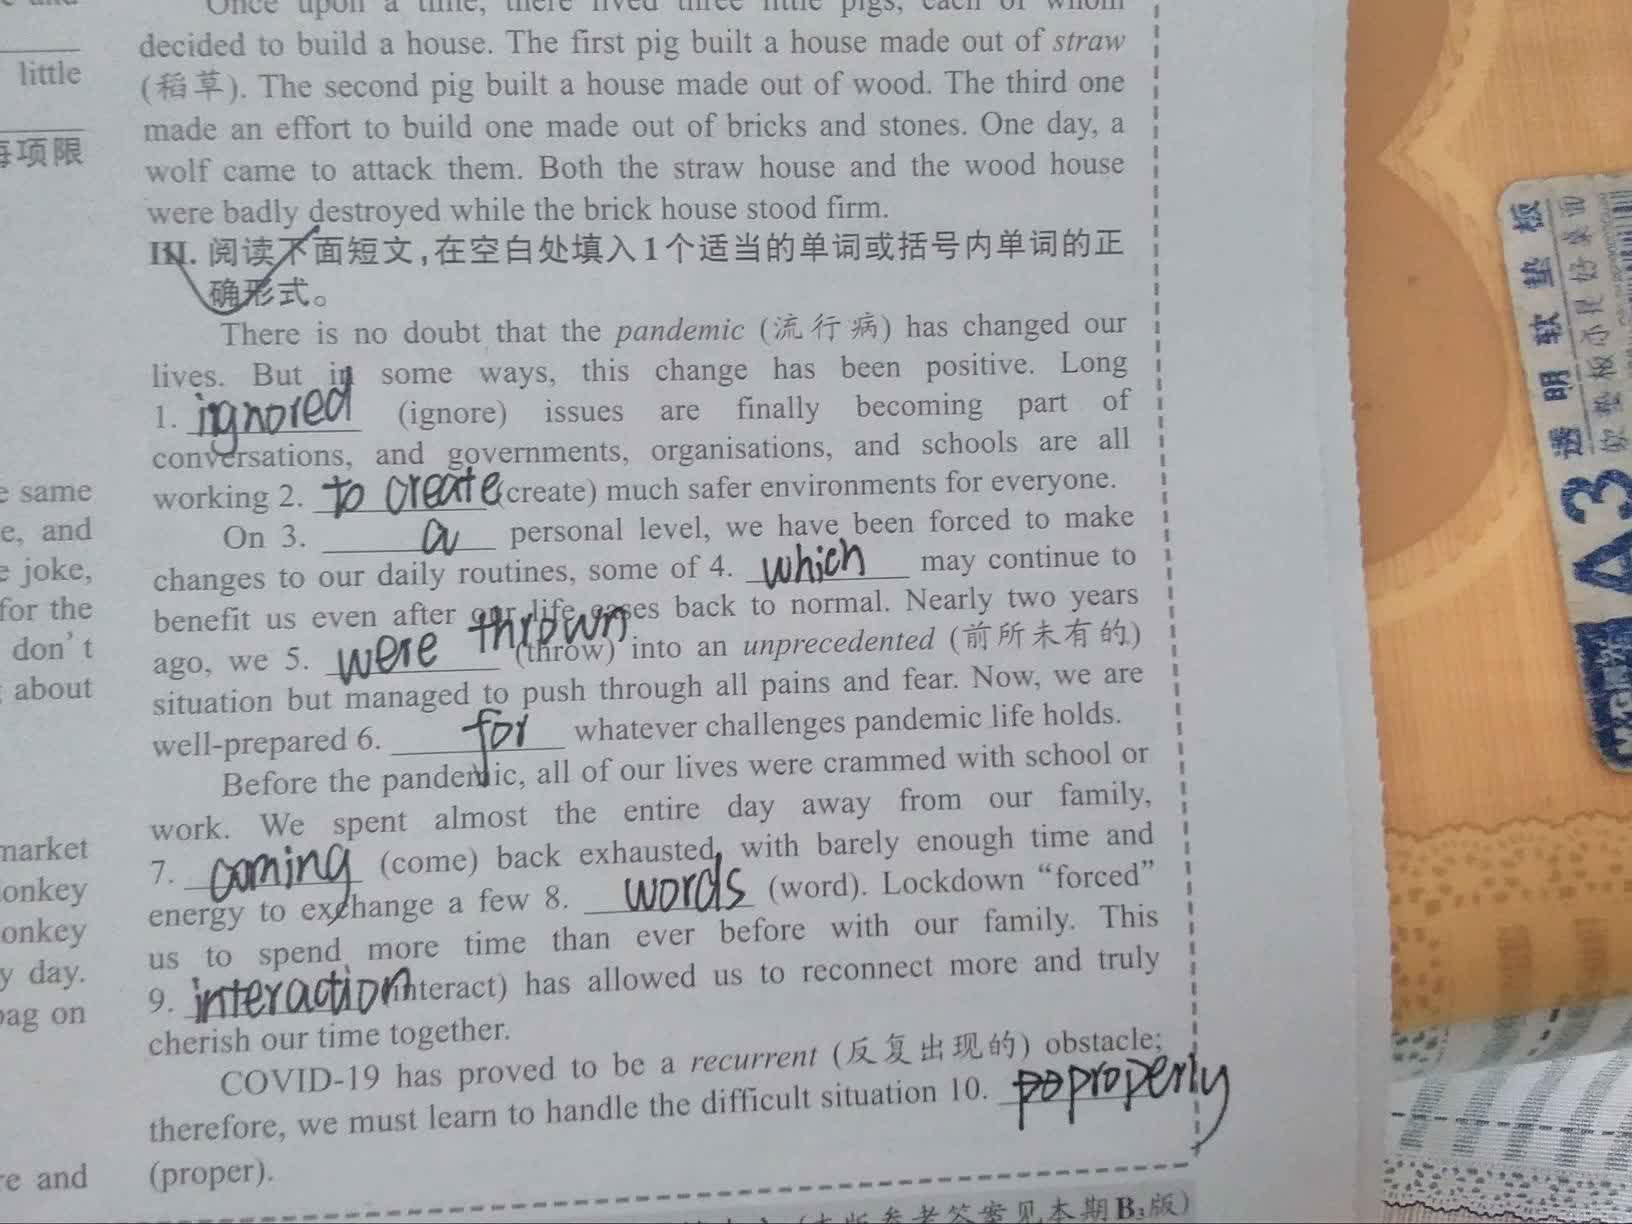 Once upon a time, there lived three little pigs, each of whom
decided to build a house. The first pig built a house made out of straw
(稻草). The second pig built a house made out of wood. The third one
made an effort to build one made out of bricks and stones. One day, a
wolf came to attack them. Both the straw house and the wood house
were badly destroyed while the brick house stood firm.
III. 阅读下面短文,在空白处填入1个适当的单词或括号内单词的正
确形式。
There is no doubt that the pandemic (流行病) has changed our
lives. But in some ways, this change has been positive. Long
1. ignored (ignore) issues are finally becoming part of
conversations, and governments, organisations, and schools are all
working 2. to create (create) much safer environments for everyone.
On 3. a personal level, we have been forced to make
changes to our daily routines, some of 4. which may continue to
benefit us even after our life eases back to normal. Nearly two years
ago, we 5. were thrown (throw) into an unprecedented (前所未有的)
situation but managed to push through all pains and fear. Now, we are
well-prepared 6. for whatever challenges pandemic life holds.
Before the pandemic, all of our lives were crammed with school or
work. We spent almost the entire day away from our family,
7. coming (come) back exhausted, with barely enough time and
energy to exchange a few 8. words (word). Lockdown “forced”
us to spend more time than ever before with our family. This
9. interaction (interact) has allowed us to reconnect more and truly
cherish our time together.
COVID-19 has proved to be a recurrent (反复出现的) obstacle;
therefore, we must learn to handle the difficult situation 10. properly
(proper).
little
每项限
e same
e, and
e joke,
for the
don't
about
market
onkey
onkey
y day.
bag on
re and
参考答案见本期B3版)
透明软垫板
A3